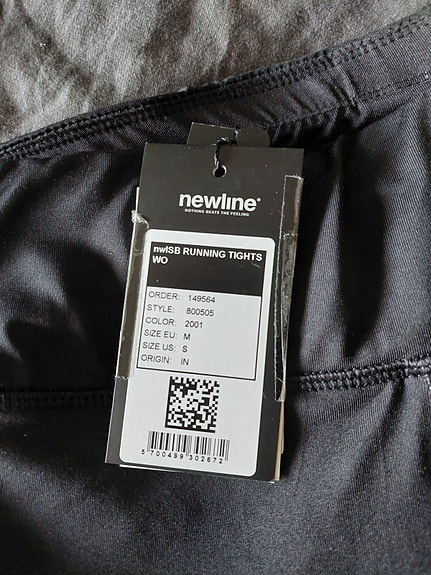 newline®
NOTHING BEATS THE FEELING
nwlSB RUNNING TIGHTS
WO
ORDER: 149564
STYLE: 800505
COLOR: 2001
SIZE EU: M
SIZE US: S
ORIGIN: IN
5 700499 302672